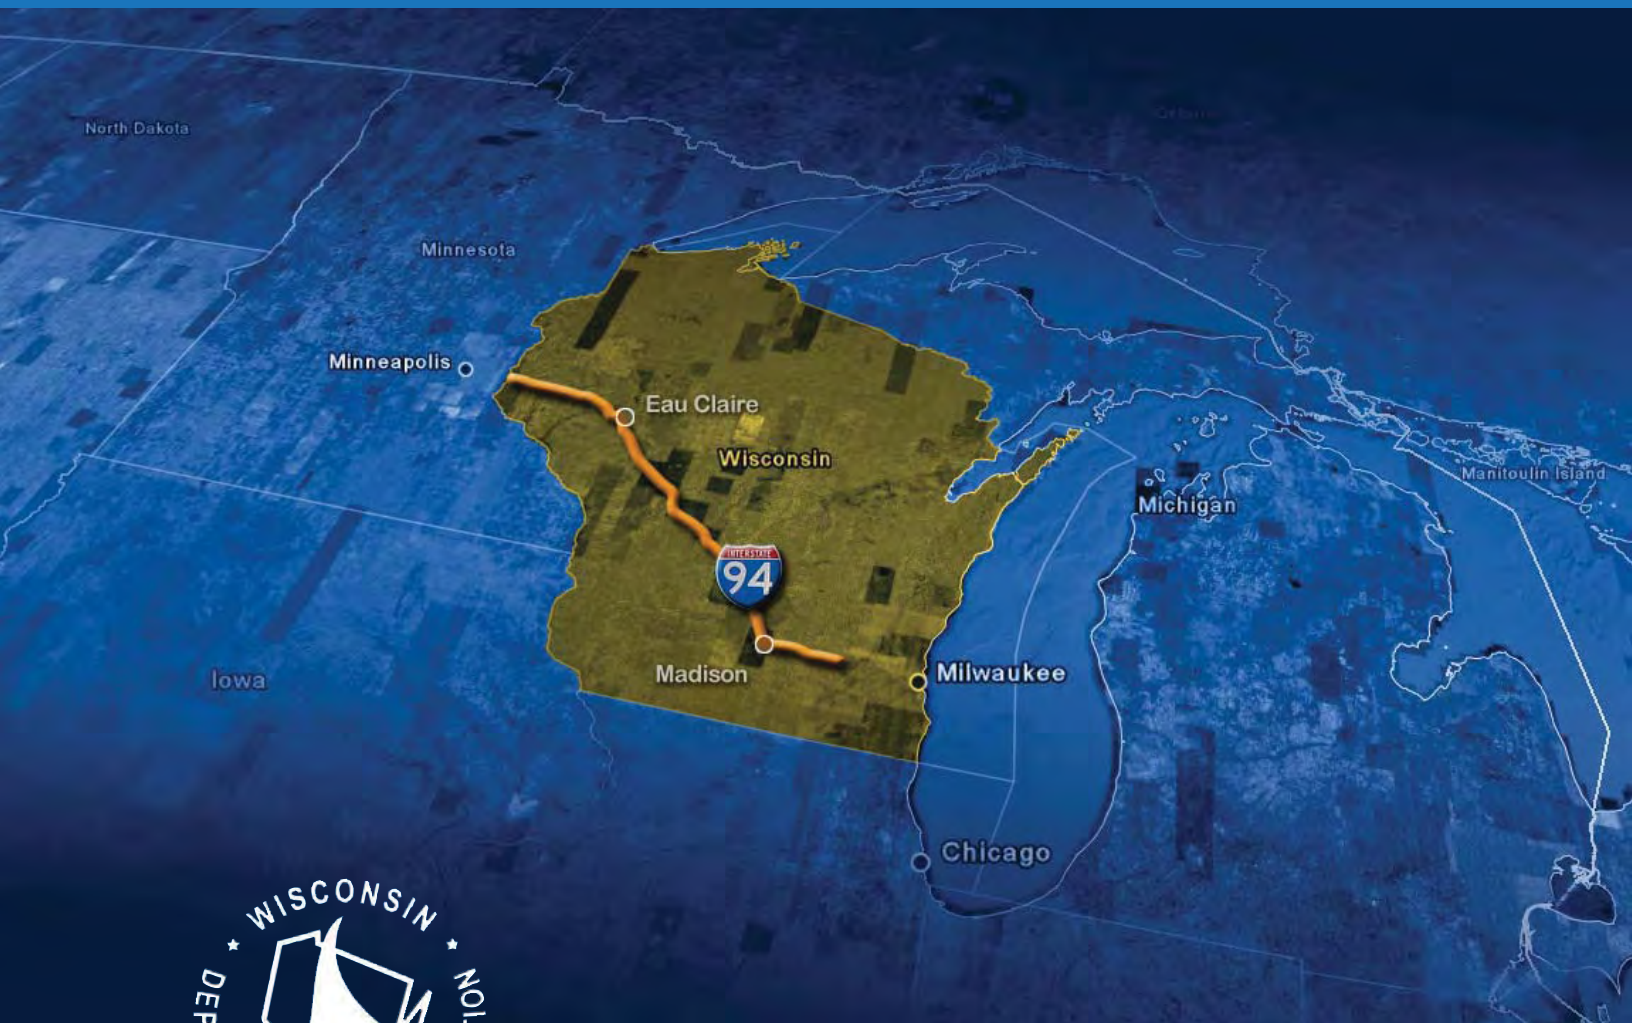 North Dakota
Minnesota
Minneapolis
Eau Claire
Wisconsin
Manitoulin Island
Michigan
INTERSTATE
94
Iowa
Madison
Milwaukee
Chicago
WISCONSIN